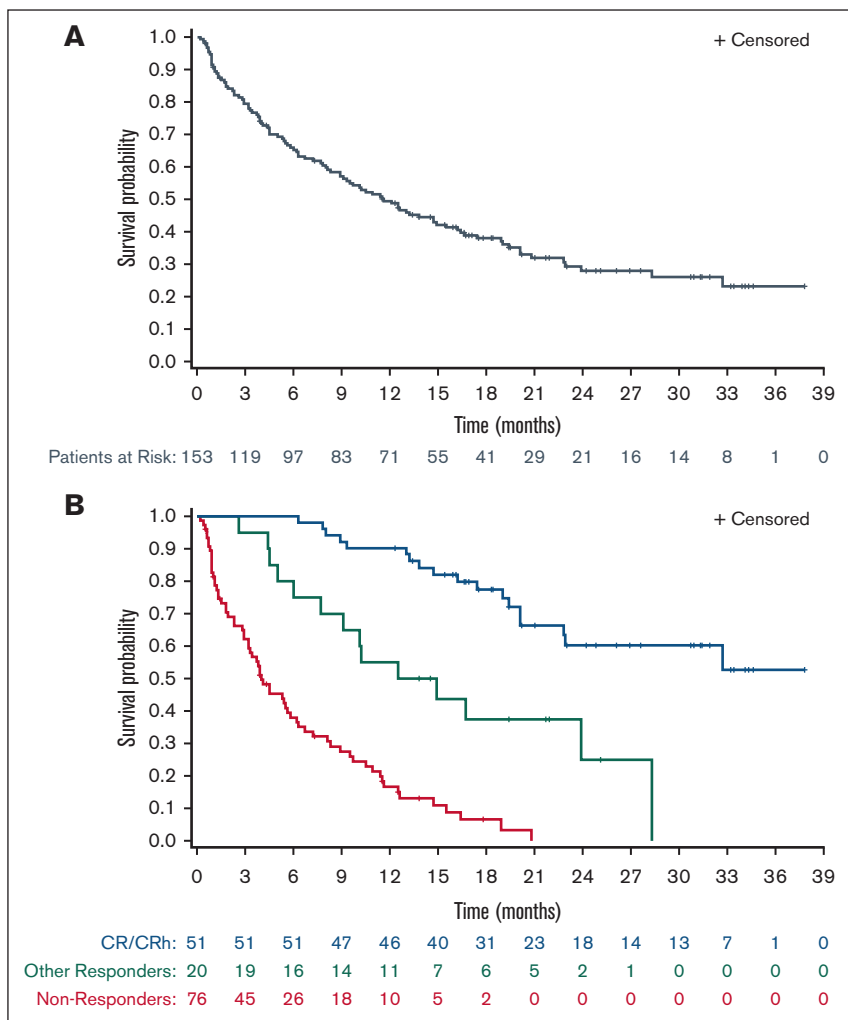 A
+ Censored
1.0
0.9
0.8
0.7
0.6
0.5
0.4
0.3
0.2
0.1
0.0
Survival probability
0 3 6 9 12 15 18 21 24 27 30 33 36 39
Time (months)
Patients at Risk: 153 119 97 83 71 55 41 29 21 16 14 8 1 0
B
+ Censored
1.0
0.9
0.8
0.7
0.6
0.5
0.4
0.3
0.2
0.1
0.0
Survival probability
0 3 6 9 12 15 18 21 24 27 30 33 36 39
Time (months)
CR/CRh: 51 51 51 47 46 40 31 23 18 14 13 7 1 0
Other Responders: 20 19 16 14 11 7 6 5 2 1 0 0 0 0
Non-Responders: 76 45 26 18 10 5 2 0 0 0 0 0 0 0